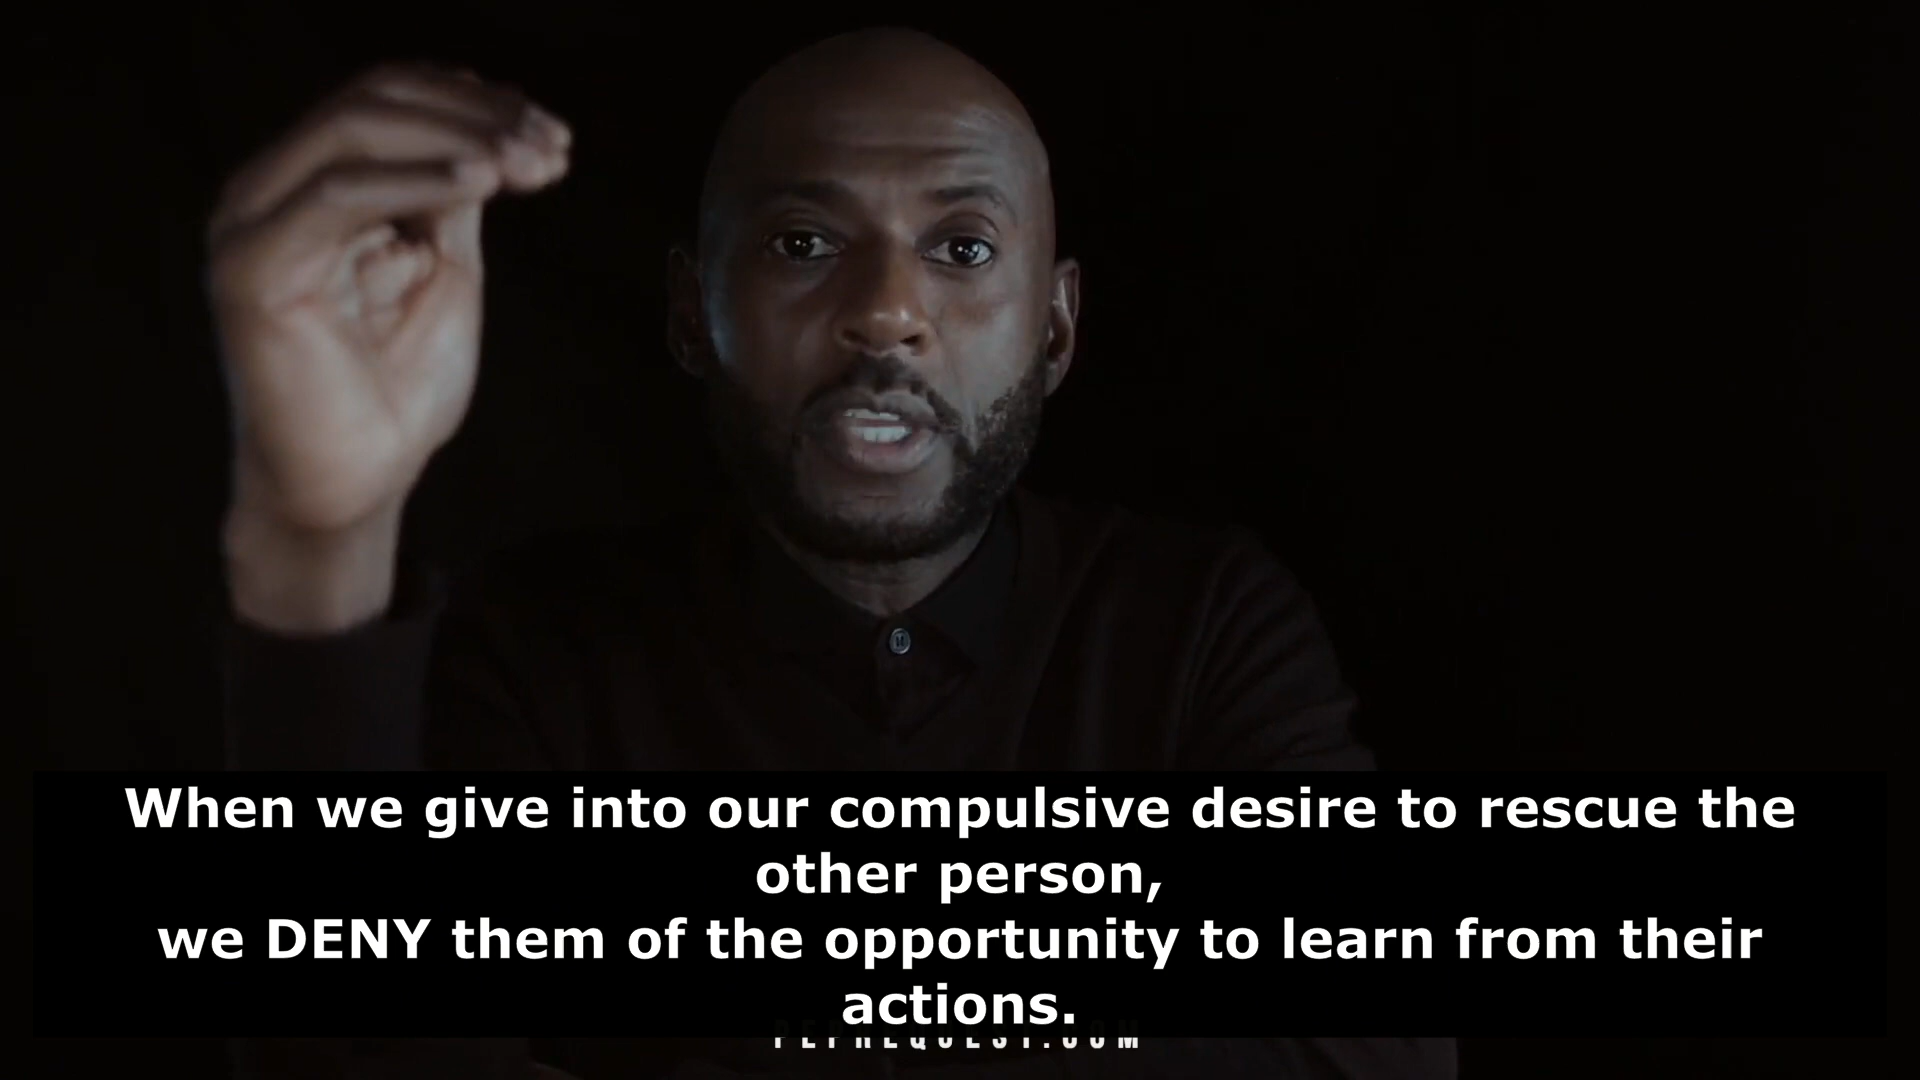 When we give into our compulsive desire to rescue the
other person,
we DENY them of the opportunity to learn from their
actions.